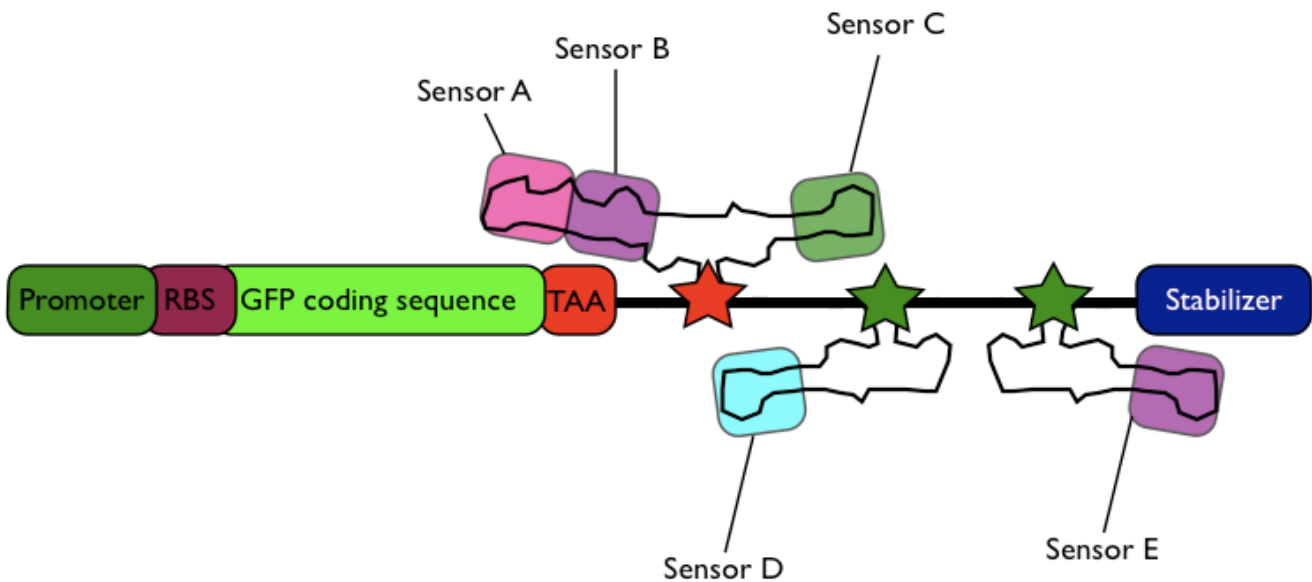 Sensor C
Sensor B
Sensor A
Promoter RBS GFP coding sequence TAA Stabilizer
Sensor E
Sensor D